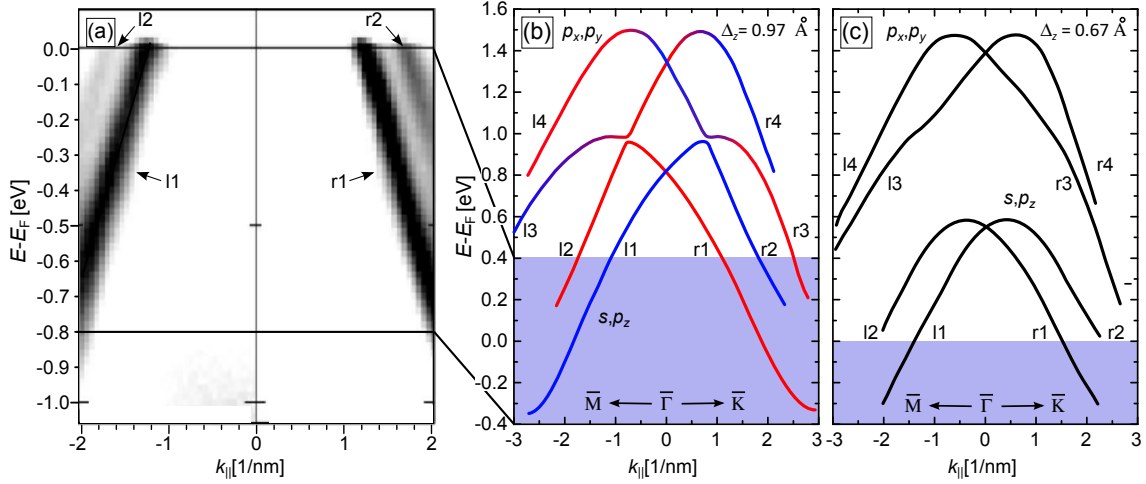 (a)
l2
r2
l1
r1
E-E_F [eV]
0.0
-0.1
-0.2
-0.3
-0.4
-0.5
-0.6
-0.7
-0.8
-0.9
-1.0
-2
-1
0
1
2
k_||[1/nm]
(b)
p_x,p_y
Δ_z= 0.97 Å
l4
r4
l3
r3
l2
l1
r1
r2
s,p_z
M̅ ← Γ̅ → K̅
E-E_F [eV]
1.6
1.4
1.2
1.0
0.8
0.6
0.4
0.2
0.0
-0.2
-0.4
-3
-2
-1
0
1
2
3
k_||[1/nm]
(c)
p_x,p_y
Δ_z= 0.67 Å
l4
r4
l3
r3
s,p_z
l2
l1
r1
r2
M̅ ← Γ̅ → K̅
-3
-2
-1
0
1
2
3
k_||[1/nm]